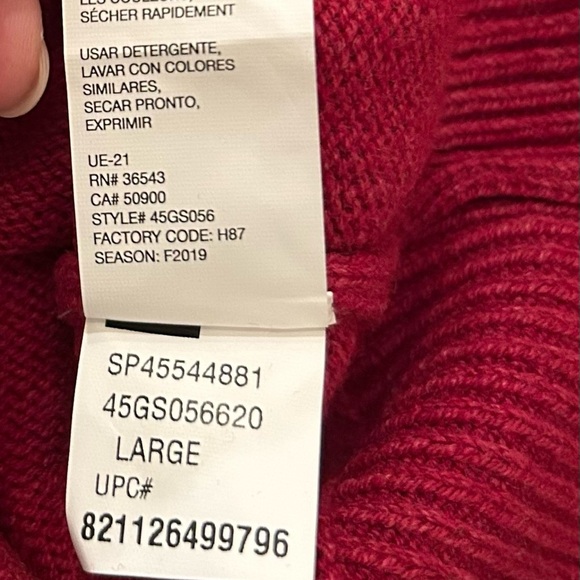 SÉCHER RAPIDEMENT
USAR DETERGENTE,
LAVAR CON COLORES
SIMILARES,
SECAR PRONTO,
EXPRIMIR
UE-21
RN# 36543
CA# 50900
STYLE# 45GS056
FACTORY CODE: H87
SEASON: F2019
SP45544881
45GS056620
LARGE
UPC#
821126499796